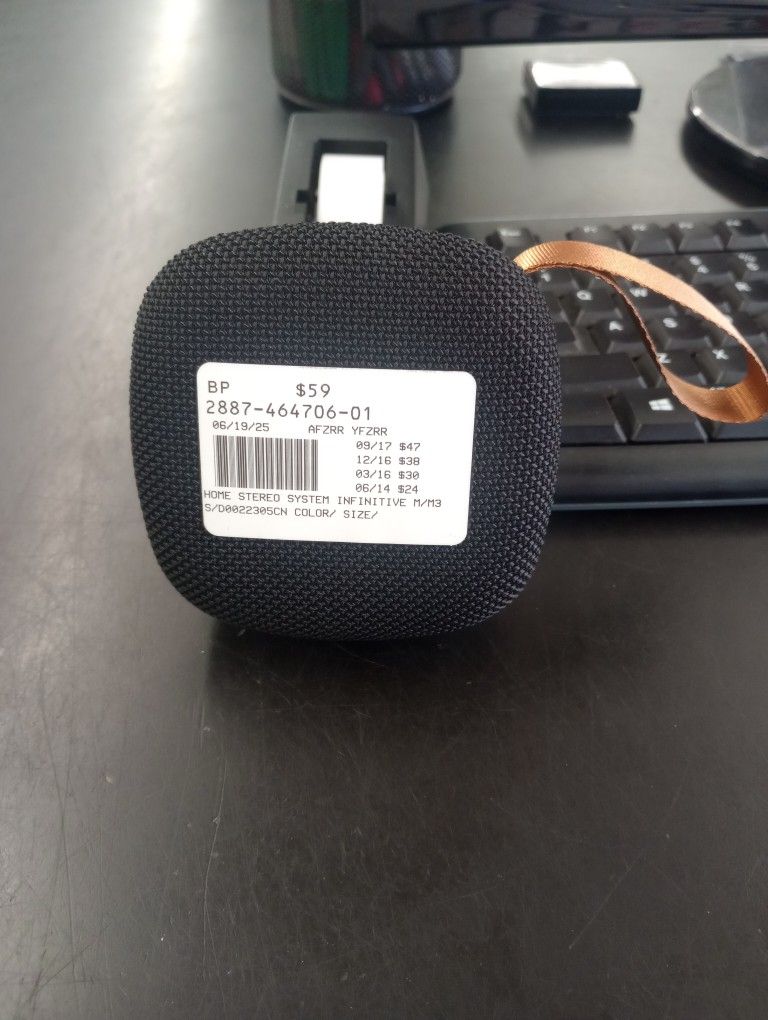 BP $59
2887-464706-01
06/19/25 AFZRR YFZRR
09/17 $47
12/16 $38
03/16 $30
06/14 $24
HOME STEREO SYSTEM INFINITIVE M/M3
S/D0022305CN COLOR/ SIZE/
A S
Z X